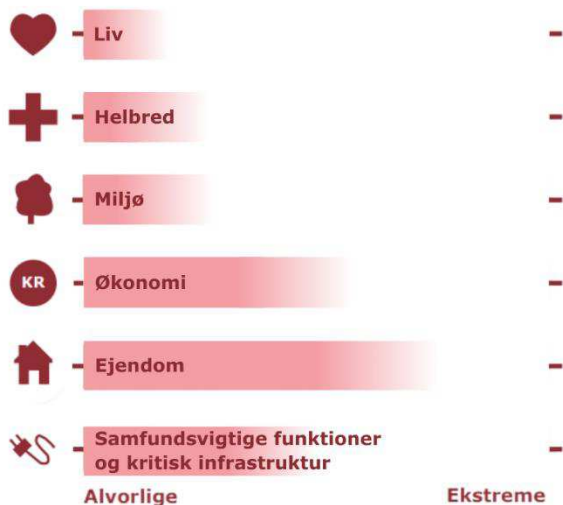 Liv
Helbred
Miljø
KR
Økonomi
Ejendom
Samfundsvigtige funktioner
og kritisk infrastruktur
Alvorlige
Ekstreme